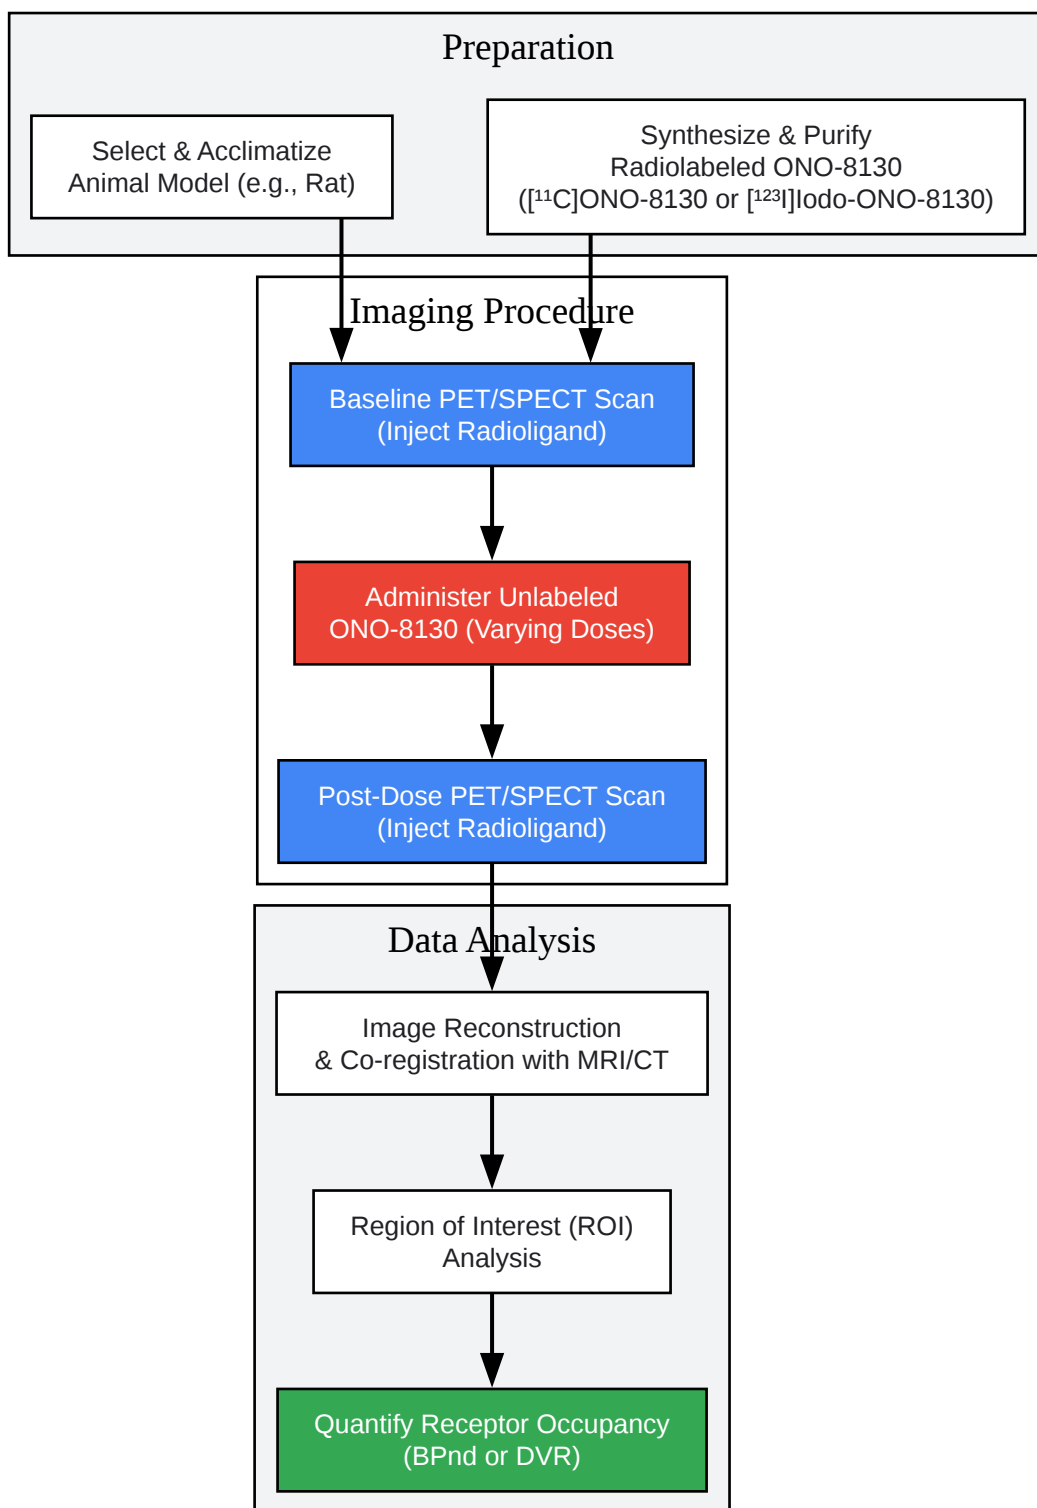 Preparation
Select & Acclimatize
Animal Model (e.g., Rat)
Synthesize & Purify
Radiolabeled ONO-8130
([¹¹C]ONO-8130 or [¹²³I]Iodo-ONO-8130)
Imaging Procedure
Baseline PET/SPECT Scan
(Inject Radioligand)
Administer Unlabeled
ONO-8130 (Varying Doses)
Post-Dose PET/SPECT Scan
(Inject Radioligand)
Data Analysis
Image Reconstruction
& Co-registration with MRI/CT
Region of Interest (ROI)
Analysis
Quantify Receptor Occupancy
(BPnd or DVR)